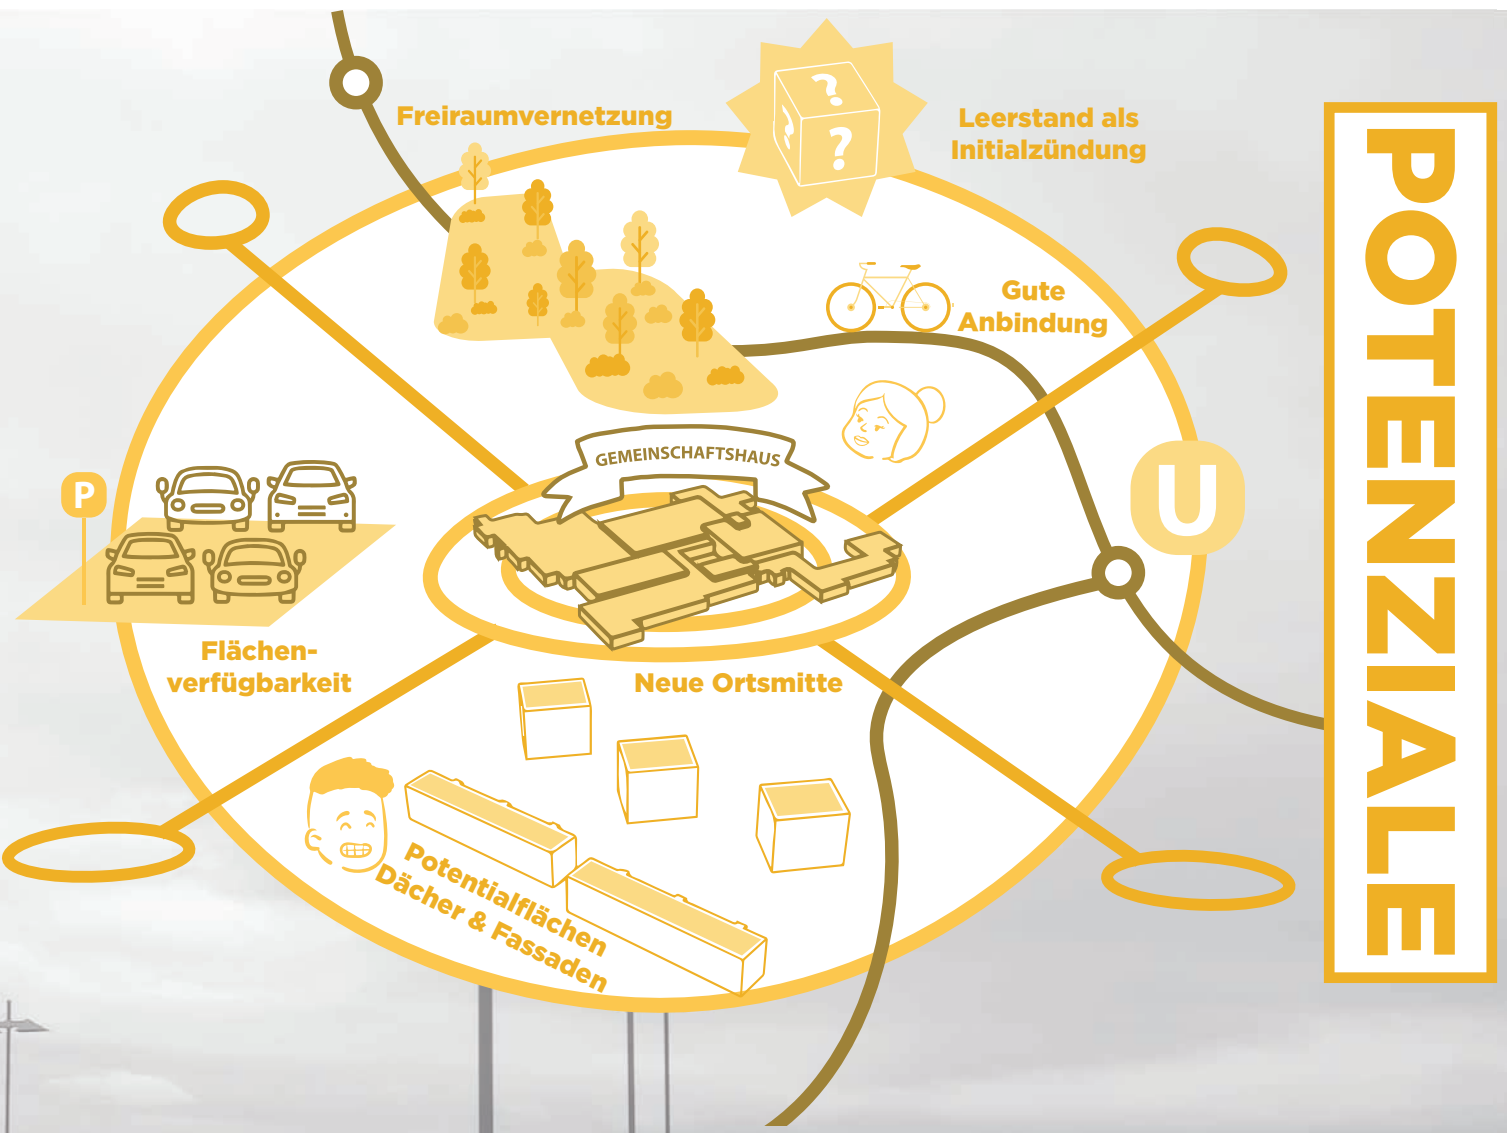 Freiraumvernetzung
?
?
?
Leerstand als
Initialzündung
Gute
Anbindung
GEMEINSCHAFTSHAUS
P
U
Flächen-
verfügbarkeit
Neue Ortsmitte
Potentialflächen
Dächer & Fassaden
POTENZIALE